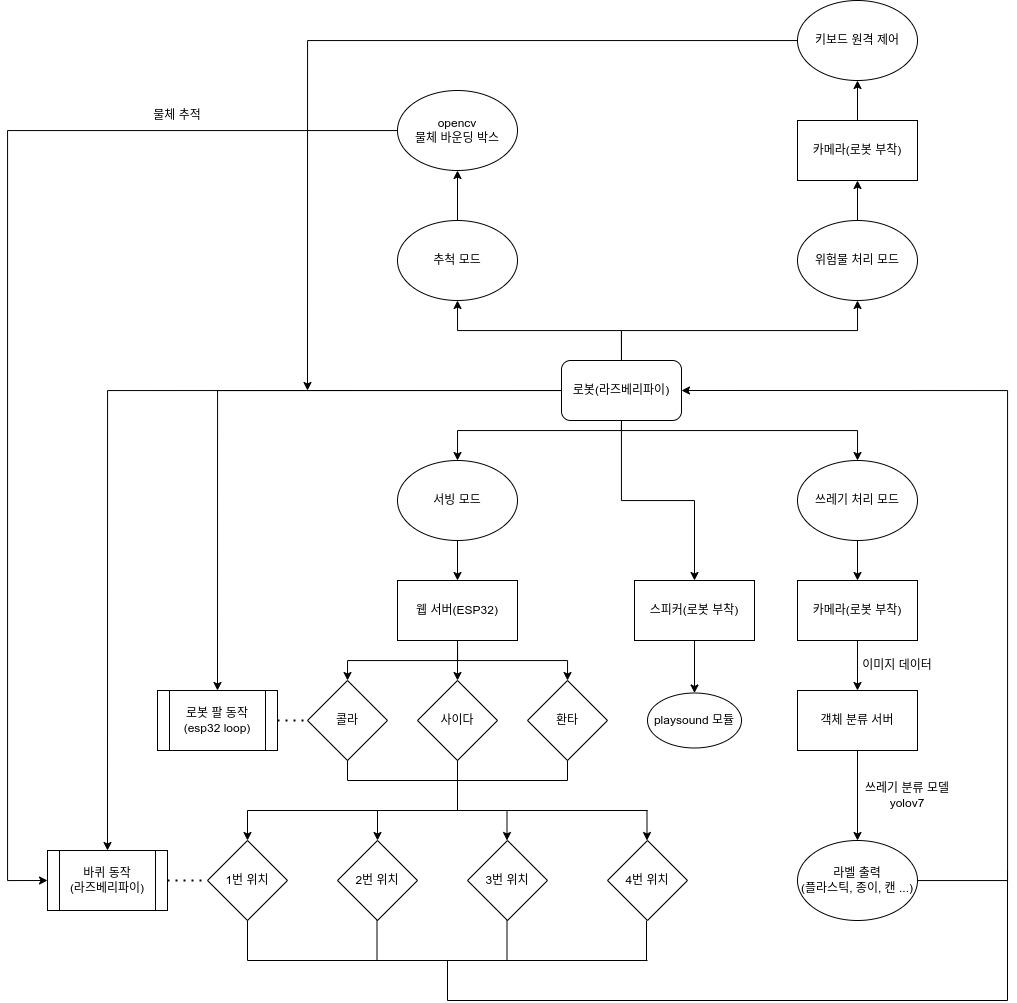 키보드 원격 제어
물체 추적
opencv
물체 바운딩 박스
카메라(로봇 부착)
추척 모드
위험물 처리 모드
로봇(라즈베리파이)
서빙 모드
쓰레기 처리 모드
웹 서버(ESP32)
스피커(로봇 부착)
카메라(로봇 부착)
이미지 데이터
로봇 팔 동작
(esp32 loop)
콜라
사이다
환타
playsound 모듈
객체 분류 서버
쓰레기 분류 모델
yolov7
바퀴 동작
(라즈베리파이)
1번 위치
2번 위치
3번 위치
4번 위치
라벨 출력
(플라스틱, 종이, 캔 ...)